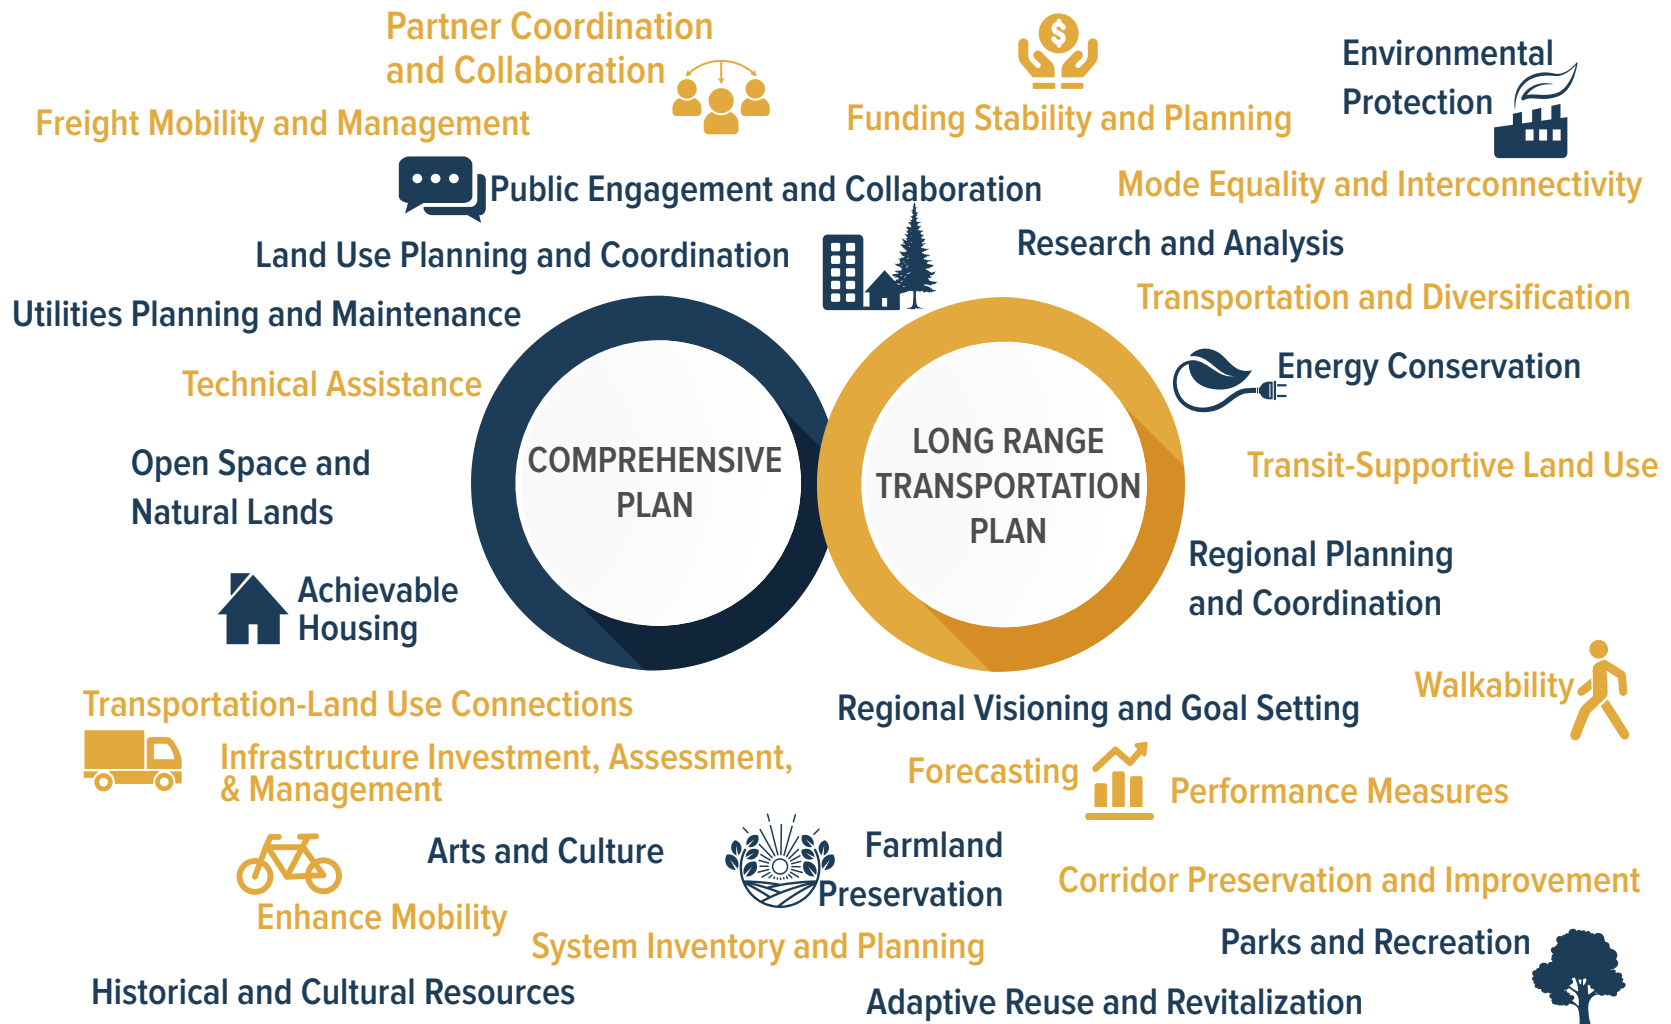 Partner Coordination
and Collaboration
Freight Mobility and Management
$
Funding Stability and Planning
Environmental
Protection
Public Engagement and Collaboration
Mode Equality and Interconnectivity
Land Use Planning and Coordination
Research and Analysis
Utilities Planning and Maintenance
Transportation and Diversification
Technical Assistance
Energy Conservation
Open Space and
Natural Lands
COMPREHENSIVE
PLAN
LONG RANGE
TRANSPORTATION
PLAN
Transit-Supportive Land Use
Achievable
Housing
Regional Planning
and Coordination
Transportation-Land Use Connections
Regional Visioning and Goal Setting
Walkability
Infrastructure Investment, Assessment,
& Management
Forecasting
Performance Measures
Arts and Culture
Farmland
Preservation
Corridor Preservation and Improvement
Enhance Mobility
System Inventory and Planning
Parks and Recreation
Historical and Cultural Resources
Adaptive Reuse and Revitalization